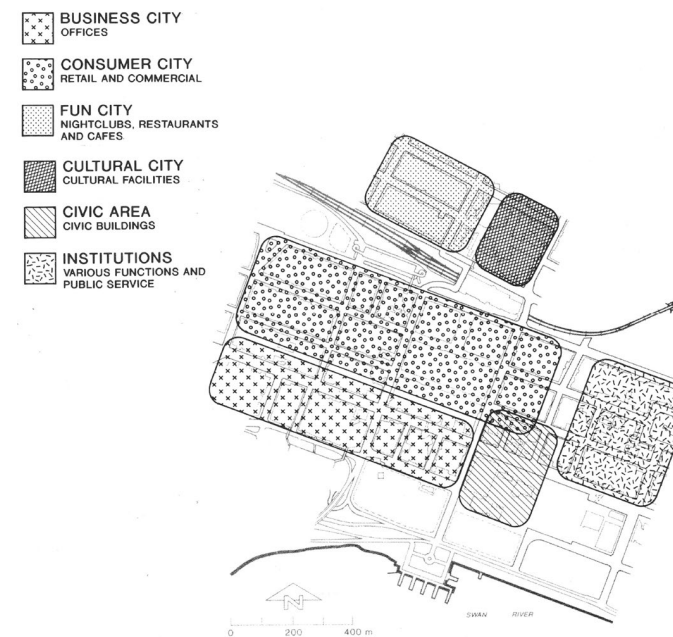 BUSINESS CITY
OFFICES
CONSUMER CITY
RETAIL AND COMMERCIAL
FUN CITY
NIGHTCLUBS, RESTAURANTS
AND CAFES
CULTURAL CITY
CULTURAL FACILITIES
CIVIC AREA
CIVIC BUILDINGS
INSTITUTIONS
VARIOUS FUNCTIONS AND
PUBLIC SERVICE
N
SWAN RIVER
0 200 400 m